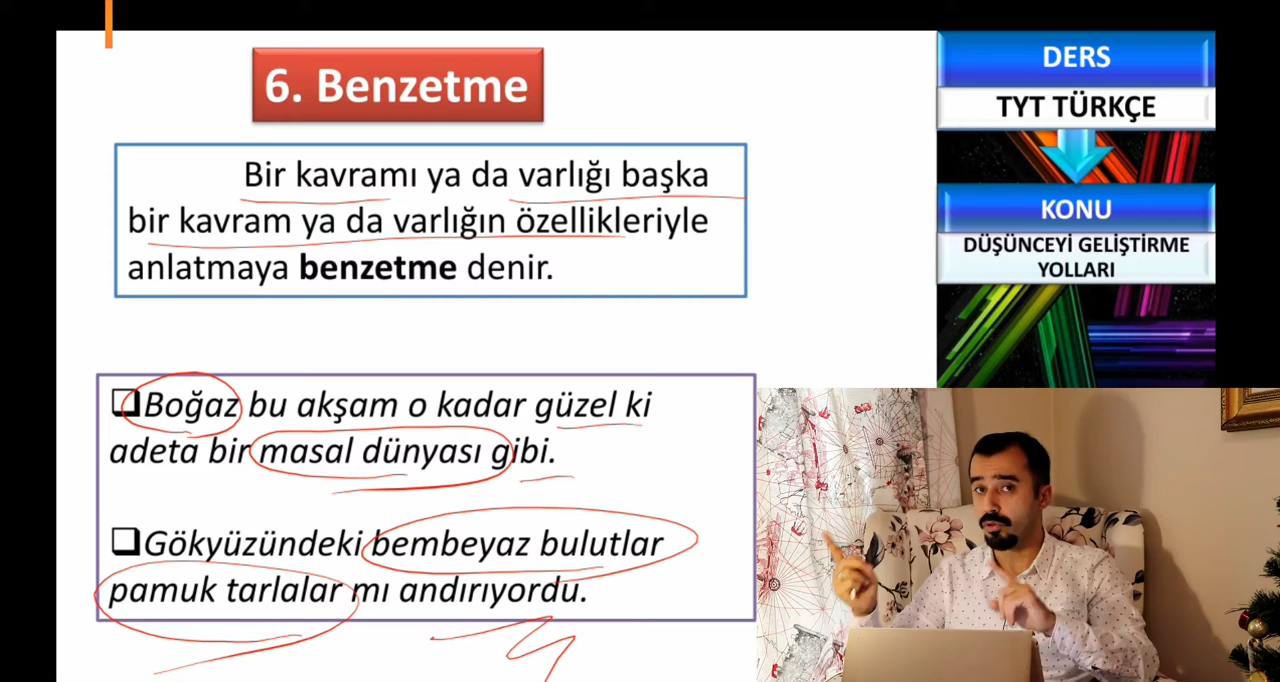 6. Benzetme
Bir kavramı ya da varlığı başka
bir kavram ya da varlığın özellikleriyle
anlatmaya benzetme denir.
❑Boğaz bu akşam o kadar güzel ki
adeta bir masal dünyası gibi.
❑Gökyüzündeki bembeyaz bulutlar
pamuk tarlalar mı andırıyordu.
DERS
TYT TÜRKÇE
KONU
DÜŞÜNCEYİ GELİŞTİRME
YOLLARI